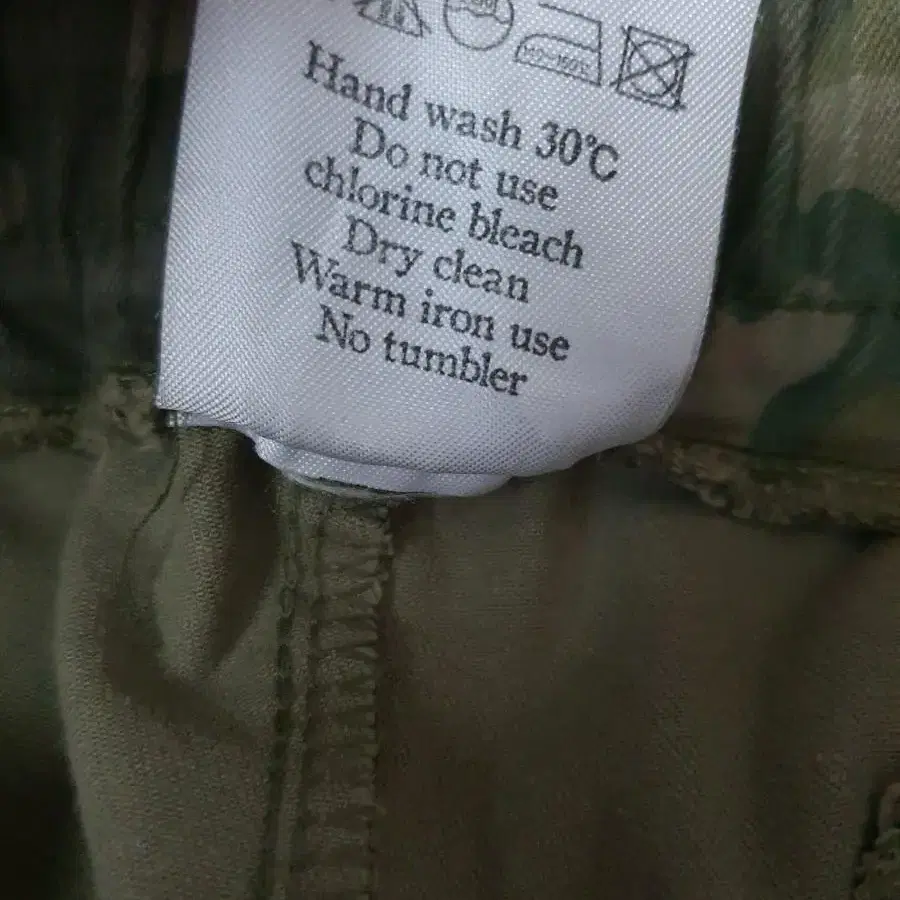 Hand wash 30℃
Do not use
chlorine bleach
Dry clean
Warm iron use
No tumbler